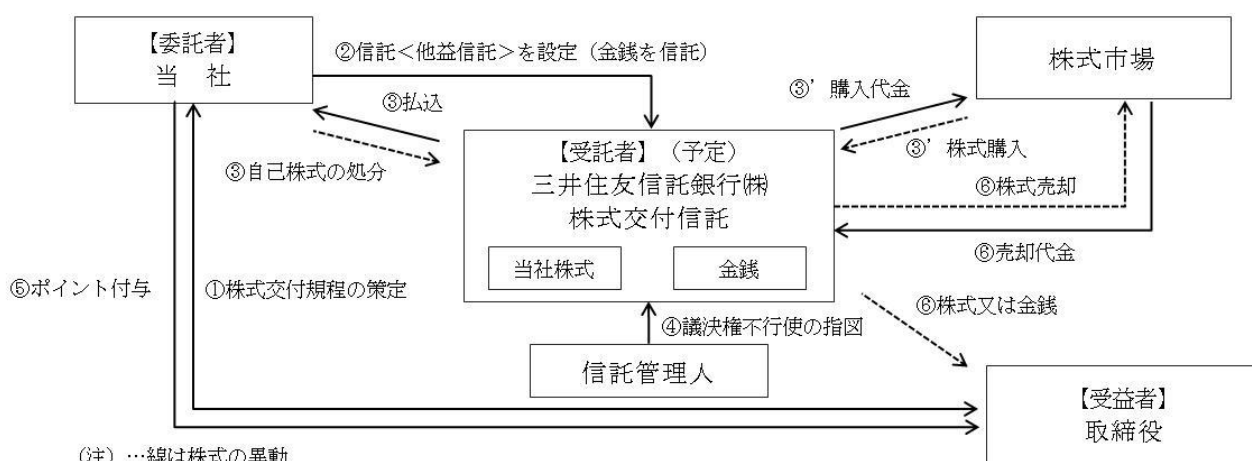 【委託者】
当 社
②信託<他益信託>を設定（金銭を信託）
株式市場
③払込
③’購入代金
③自己株式の処分
【受託者】（予定）
三井住友信託銀行㈱
株式交付信託
③’株式購入
⑥株式売却
当社株式
金銭
⑥売却代金
⑤ポイント付与
①株式交付規程の策定
⑥株式又は金銭
④議決権不行使の指図
信託管理人
【受益者】
取締役
（注）…線は株式の異動